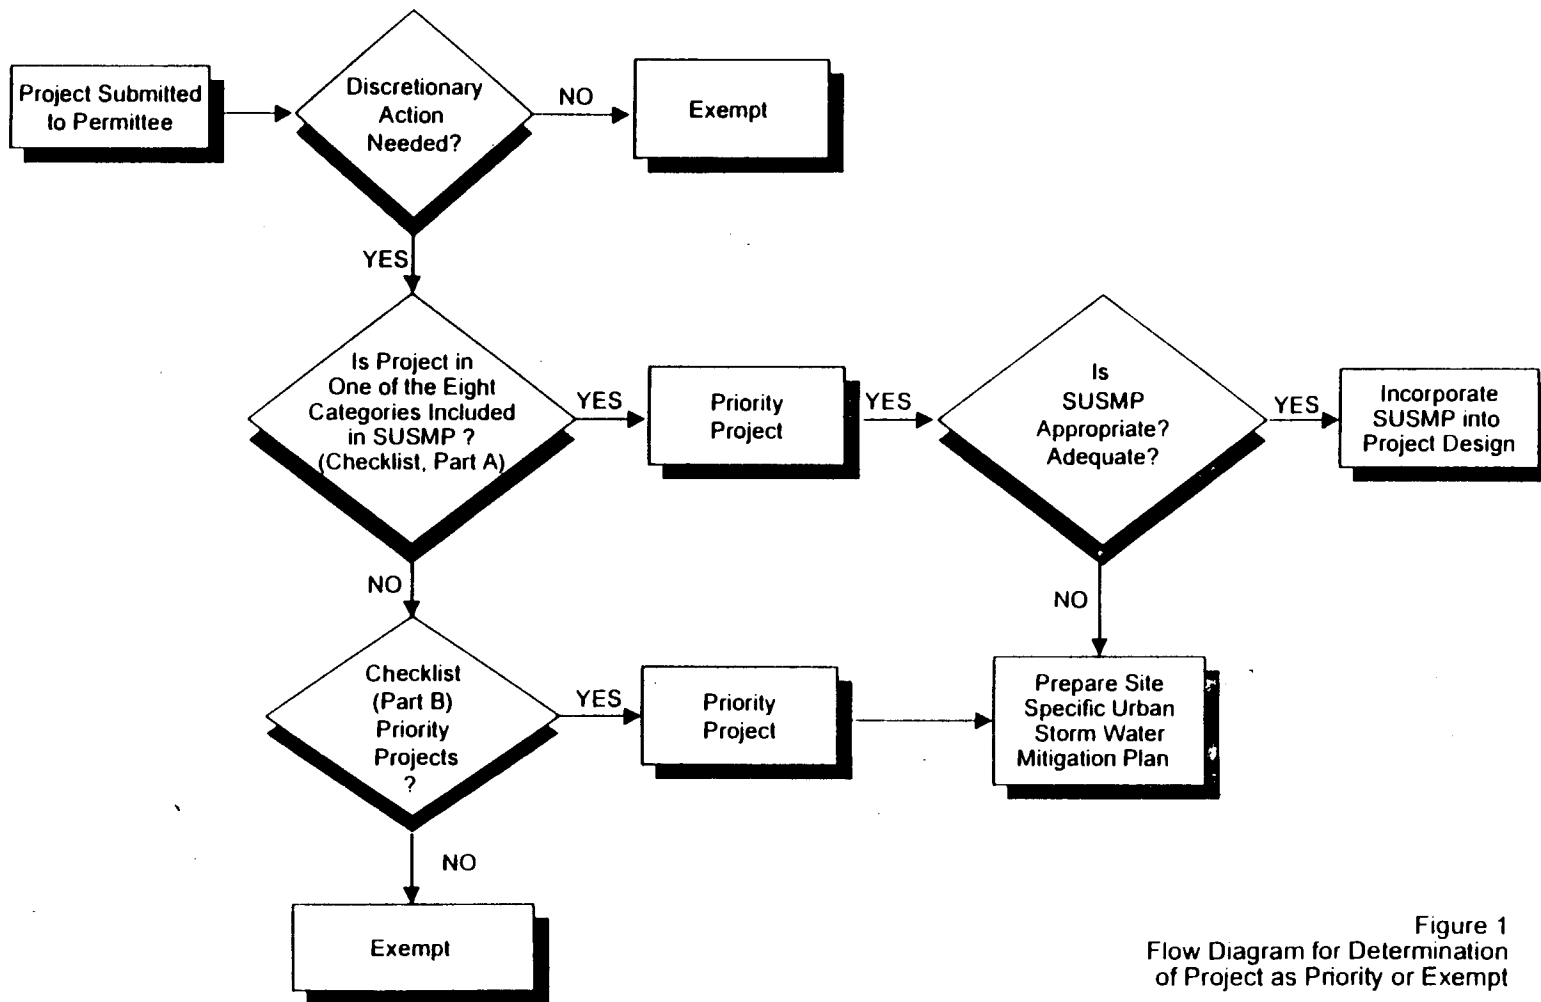 Project Submitted
to Permittee
Discretionary
Action
Needed?
NO
Exempt
YES
Is Project in
One of the Eight
Categories Included
in SUSMP ?
(Checklist, Part A)
YES
Priority
Project
YES
Is
SUSMP
Appropriate?
Adequate?
YES
Incorporate
SUSMP into
Project Design
NO
NO
Checklist
(Part B)
Priority
Projects
?
YES
Priority
Project
Prepare Site
Specific Urban
Storm Water
Mitigation Plan
NO
Exempt
Figure 1
Flow Diagram for Determination
of Project as Priority or Exempt